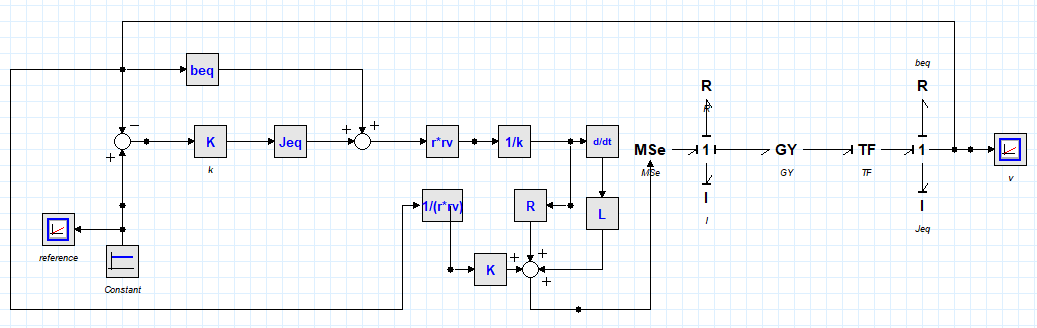 beq
beq
R
R
K
Jeq
r*rv
1/k
d/dt
MSe
1
GY
TF
1
k
MSe
GY
TF
v
1/(r*rv)
R
L
I
I
I
Jeq
reference
K
Constant